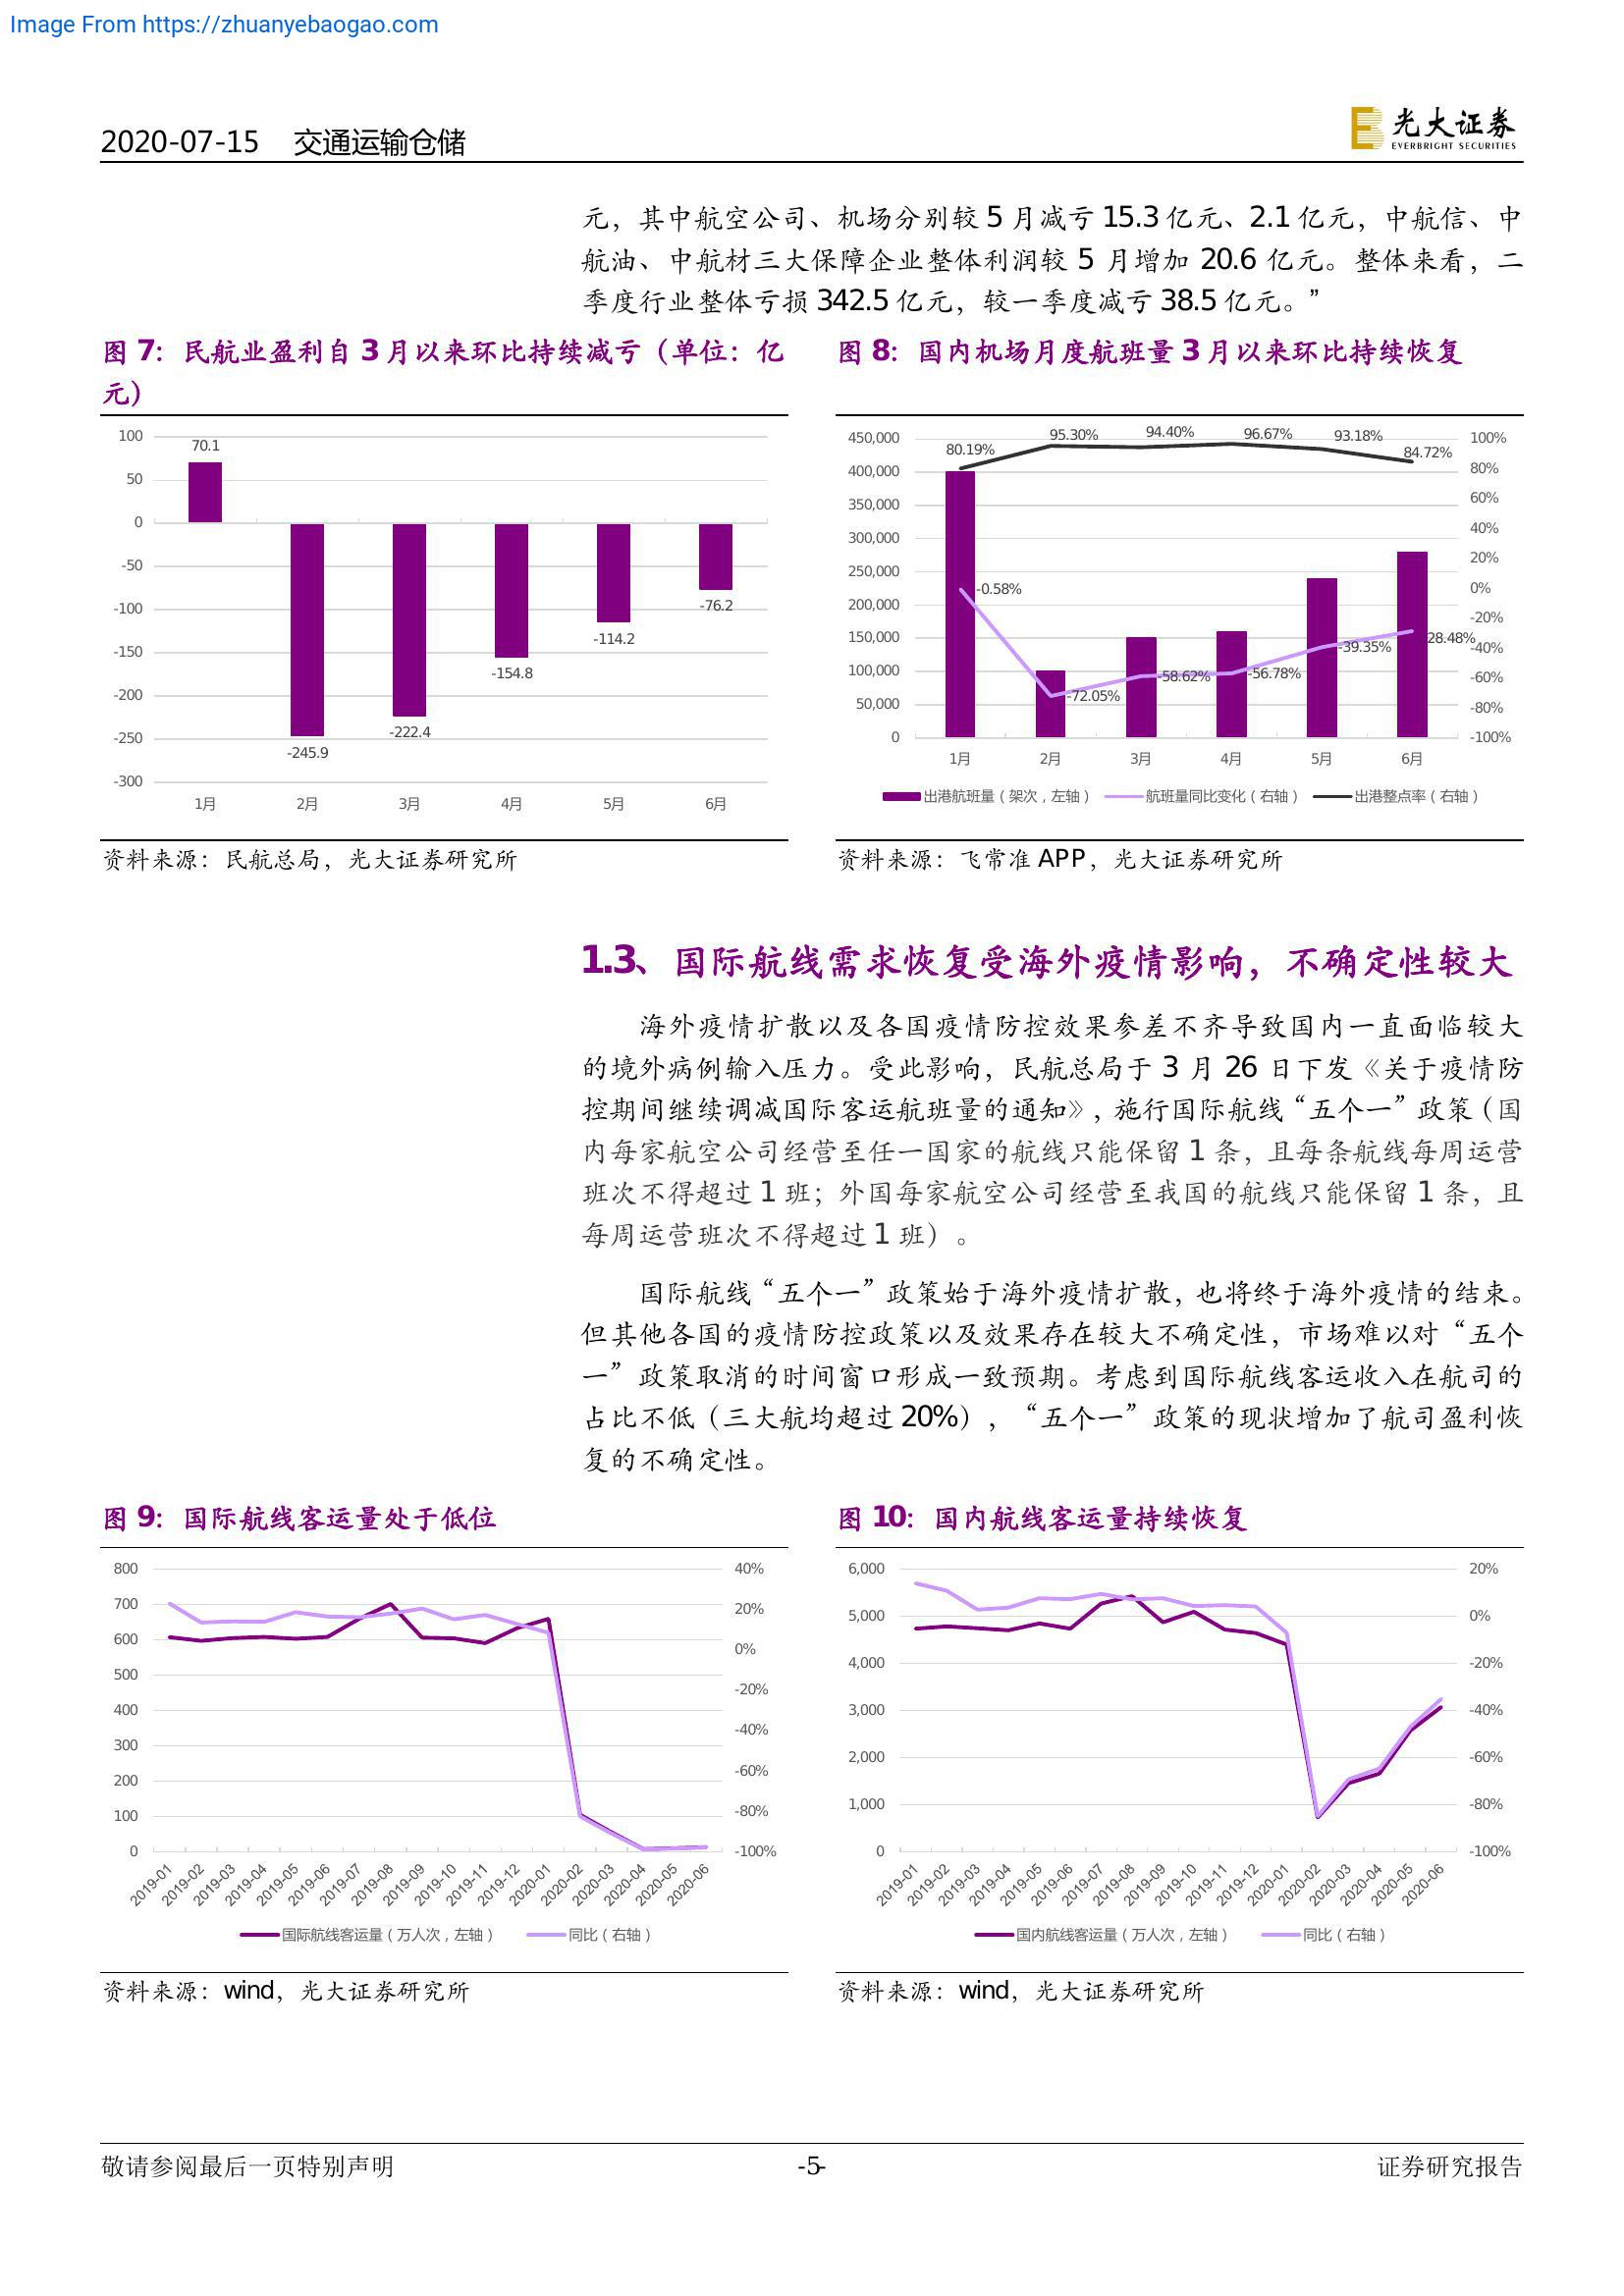 Image From https://zhuanyebaogao.com
2020-07-15 交通运输仓储
光大证券
EVERBRIGHT SECURITIES
元，其中航空公司、机场分别较 5 月减亏 15.3 亿元、2.1 亿元，中航信、中
航油、中航材三大保障企业整体利润较 5 月增加 20.6 亿元。整体来看，二
季度行业整体亏损 342.5 亿元，较一季度减亏 38.5 亿元。”
图 7：民航业盈利自 3 月以来环比持续减亏（单位：亿
元）
100
50
0
-50
-100
-150
-200
-250
-300
70.1
-245.9
-222.4
-154.8
-114.2
-76.2
1月 2月 3月 4月 5月 6月
资料来源：民航总局，光大证券研究所
图 8：国内机场月度航班量 3 月以来环比持续恢复
450,000
400,000
350,000
300,000
250,000
200,000
150,000
100,000
50,000
0
80.19% 95.30% 94.40% 96.67% 93.18% 84.72%
-0.58% -72.05% -58.62% -56.78% -39.35% -28.48%
100%
80%
60%
40%
20%
0%
-20%
-40%
-60%
-80%
-100%
1月 2月 3月 4月 5月 6月
出港航班量（架次，左轴） 航班量同比变化（右轴） 出港整点率（右轴）
资料来源：飞常准 APP，光大证券研究所
1.3、国际航线需求恢复受海外疫情影响，不确定性较大
海外疫情扩散以及各国疫情防控效果参差不齐导致国内一直面临较大
的境外病例输入压力。受此影响，民航总局于 3 月 26 日下发《关于疫情防
控期间继续调减国际客运航班量的通知》，施行国际航线“五个一”政策（国
内每家航空公司经营至任一国家的航线只能保留 1 条，且每条航线每周运营
班次不得超过 1 班；外国每家航空公司经营至我国的航线只能保留 1 条，且
每周运营班次不得超过 1 班）。
国际航线“五个一”政策始于海外疫情扩散，也将终于海外疫情的结束。
但其他各国的疫情防控政策以及效果存在较大不确定性，市场难以对“五个
一”政策取消的时间窗口形成一致预期。考虑到国际航线客运收入在航司的
占比不低（三大航均超过 20%），“五个一”政策的现状增加了航司盈利恢
复的不确定性。
图 9：国际航线客运量处于低位
800
700
600
500
400
300
200
100
0
40%
20%
0%
-20%
-40%
-60%
-80%
-100%
2019-01 2019-02 2019-03 2019-04 2019-05 2019-06 2019-07 2019-08 2019-09 2019-10 2019-11 2019-12 2020-01 2020-02 2020-03 2020-04 2020-05 2020-06
国际航线客运量（万人次，左轴） 同比（右轴）
资料来源：wind，光大证券研究所
图 10：国内航线客运量持续恢复
6,000
5,000
4,000
3,000
2,000
1,000
0
20%
0%
-20%
-40%
-60%
-80%
-100%
2019-01 2019-02 2019-03 2019-04 2019-05 2019-06 2019-07 2019-08 2019-09 2019-10 2019-11 2019-12 2020-01 2020-02 2020-03 2020-04 2020-05 2020-06
国内航线客运量（万人次，左轴） 同比（右轴）
资料来源：wind，光大证券研究所
敬请参阅最后一页特别声明 -5- 证券研究报告